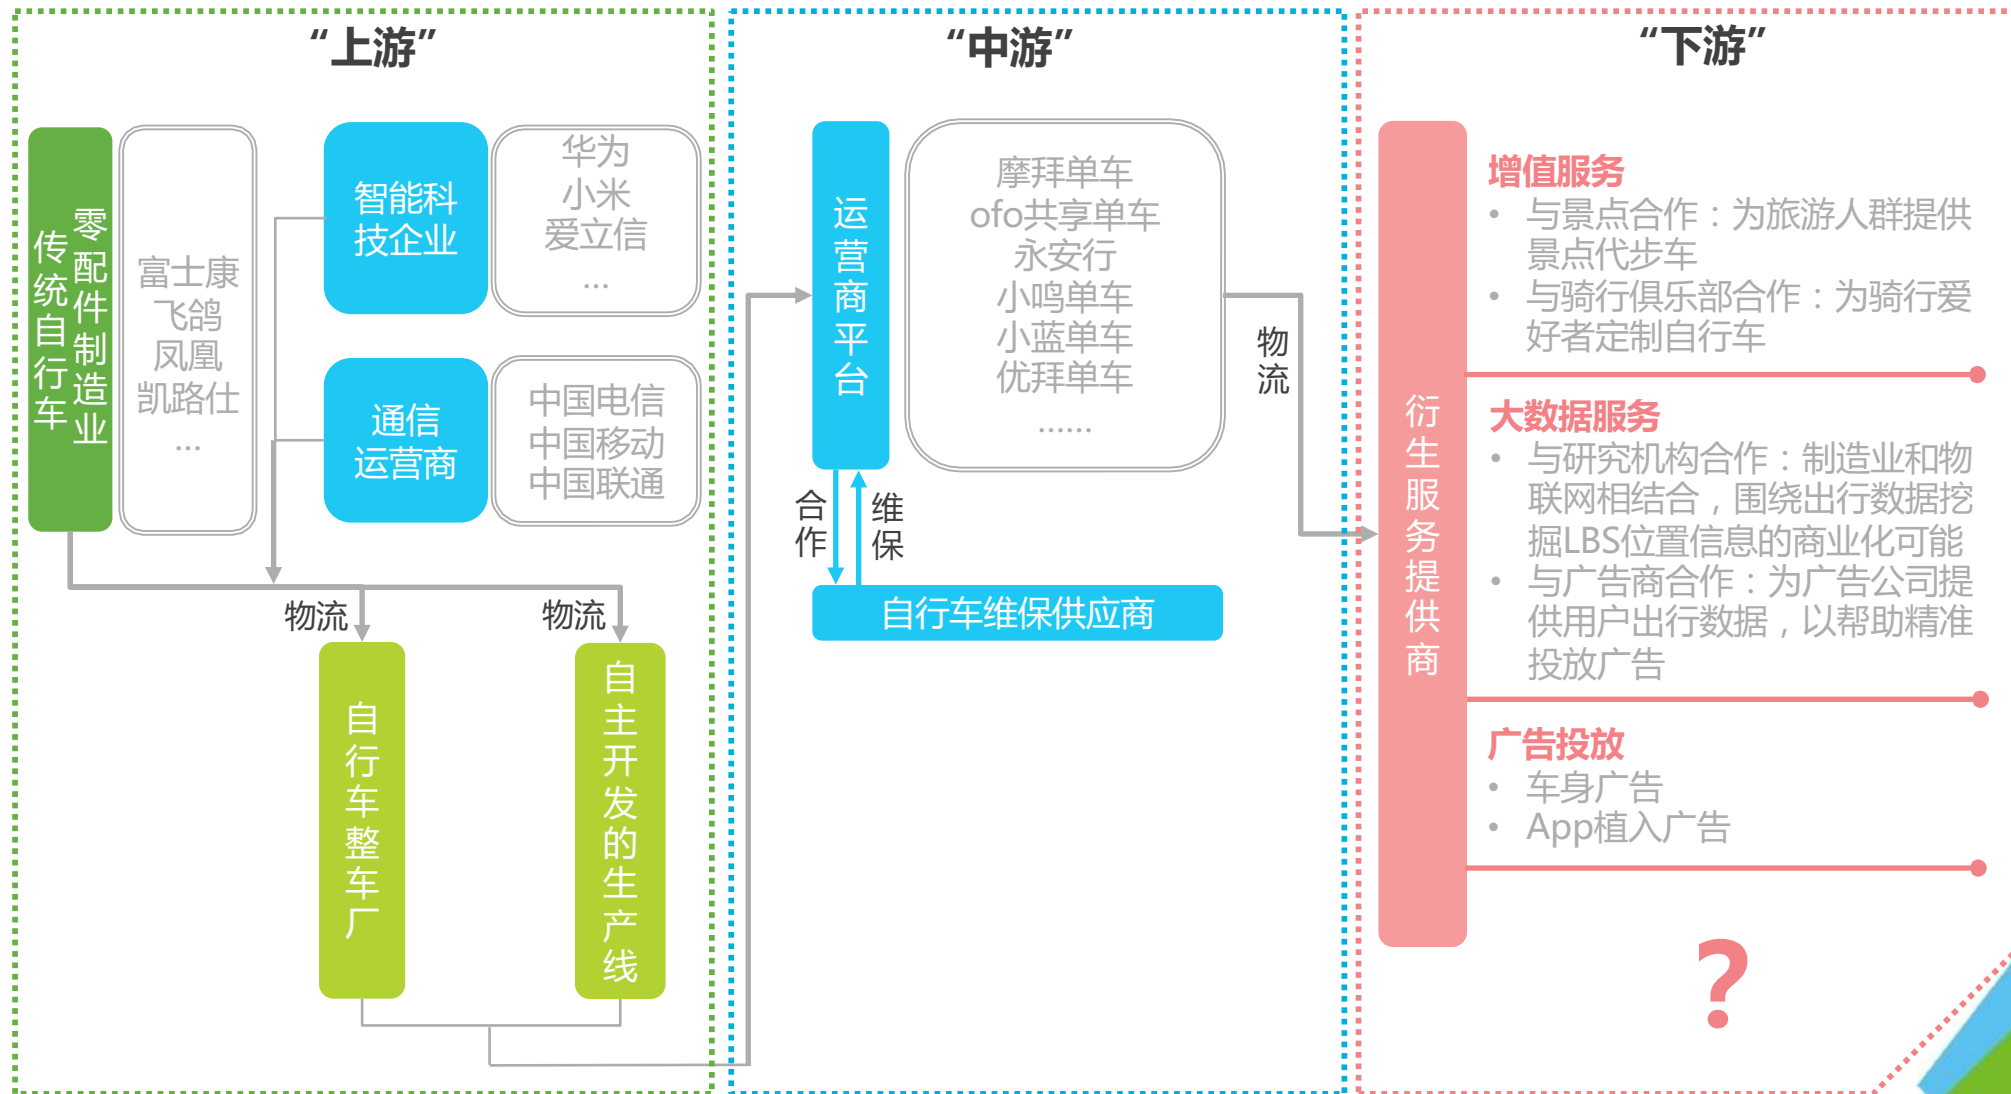 “上游”
传统自行车
零配件制造业
富士康
飞鸽
凤凰
凯路仕
...
智能科
技企业
华为
小米
爱立信
...
通信
运营商
中国电信
中国移动
中国联通
物流
物流
自行车整车厂
自主开发的生产线
“中游”
运营商平台
摩拜单车
ofo共享单车
永安行
小鸣单车
小蓝单车
优拜单车
......
物流
合作
维保
自行车维保供应商
“下游”
衍生服务提供商
增值服务
• 与景点合作：为旅游人群提供
景点代步车
• 与骑行俱乐部合作：为骑行爱
好者定制自行车
大数据服务
• 与研究机构合作：制造业和物
联网相结合，围绕出行数据挖
掘LBS位置信息的商业化可能
• 与广告商合作：为广告公司提
供用户出行数据，以帮助精准
投放广告
广告投放
• 车身广告
• App植入广告
?